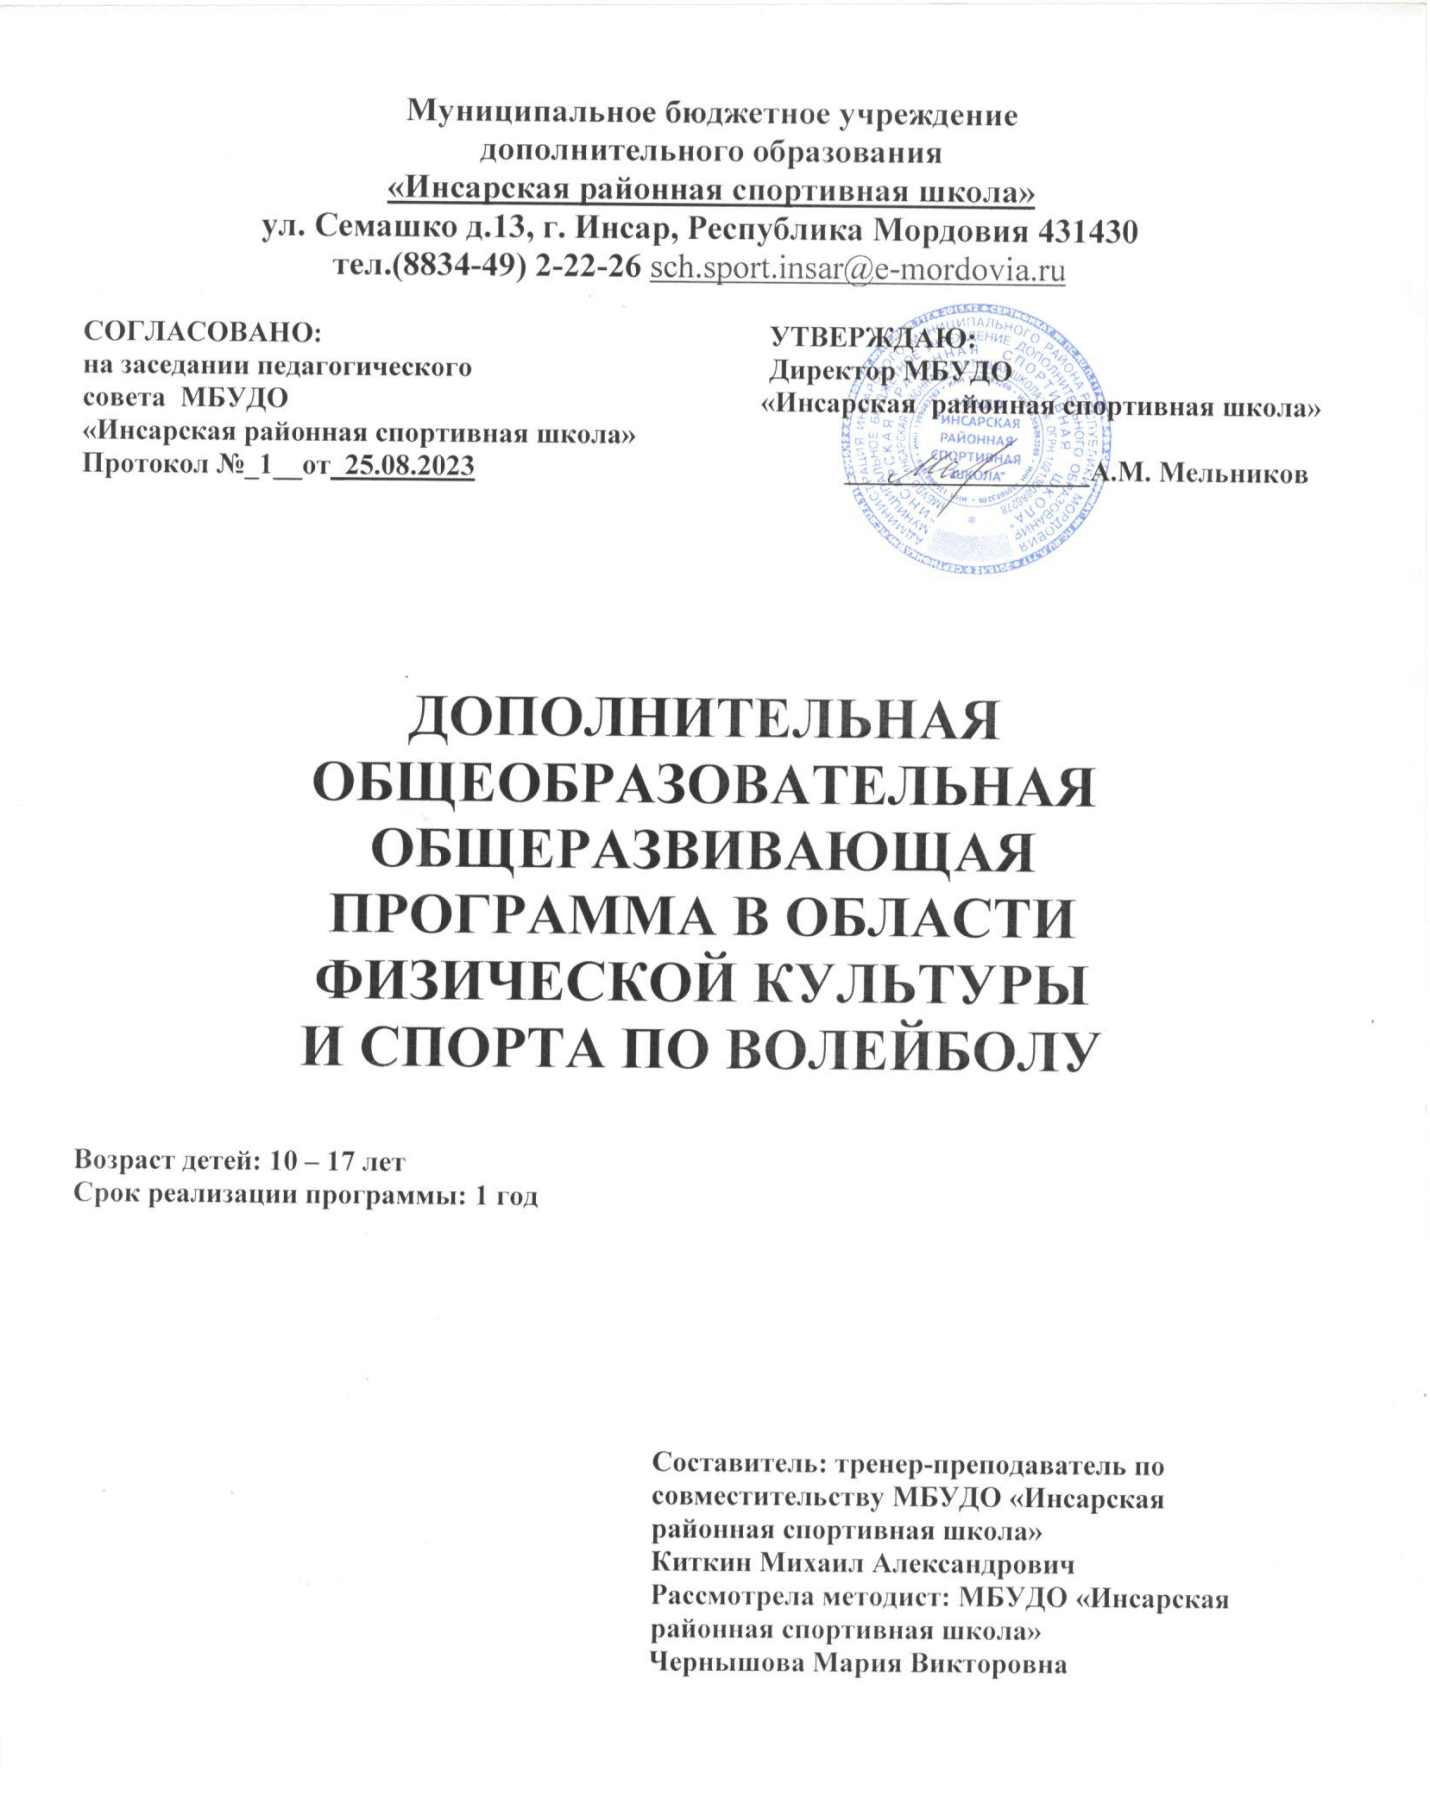 Муниципальное бюджетное учреждение
дополнительного образования
«Инсарская районная спортивная школа»
ул. Семашко д.13, г. Инсар, Республика Мордовия 431430
тел.(8834-49) 2-22-26 sch.sport.insar@e-mordovia.ru
СОГЛАСОВАНО:
на заседании педагогического
совета МБУДО
«Инсарская районная спортивная школа»
Протокол №_1__от_25.08.2023
УТВЕРЖДАЮ:
Директор МБУДО
«Инсарская районная спортивная школа»
А.М. Мельников
"ИНСАРСКАЯ
РАЙОННАЯ
СПОРТИВНАЯ
ШКОЛА"
ДОПОЛНИТЕЛЬНАЯ
ОБЩЕОБРАЗОВАТЕЛЬНАЯ
ОБЩЕРАЗВИВАЮЩАЯ
ПРОГРАММА В ОБЛАСТИ
ФИЗИЧЕСКОЙ КУЛЬТУРЫ
И СПОРТА ПО ВОЛЕЙБОЛУ
Возраст детей: 10 – 17 лет
Срок реализации программы: 1 год
Составитель: тренер-преподаватель по
совместительству МБУДО «Инсарская
районная спортивная школа»
Киткин Михаил Александрович
Рассмотрела методист: МБУДО «Инсарская
районная спортивная школа»
Чернышова Мария Викторовна